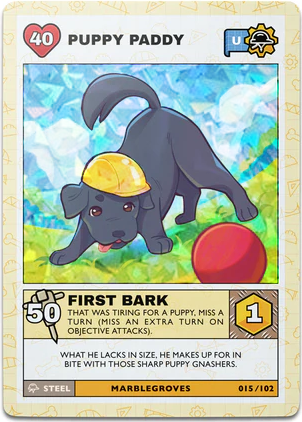 40 PUPPY PADDY U
50 FIRST BARK 1
THAT WAS TIRING FOR A PUPPY, MISS A
TURN (MISS AN EXTRA TURN ON
OBJECTIVE ATTACKS).
WHAT HE LACKS IN SIZE, HE MAKES UP FOR IN
BITE WITH THOSE SHARP PUPPY GNASHERS.
STEEL MARBLEGROVES 015/102